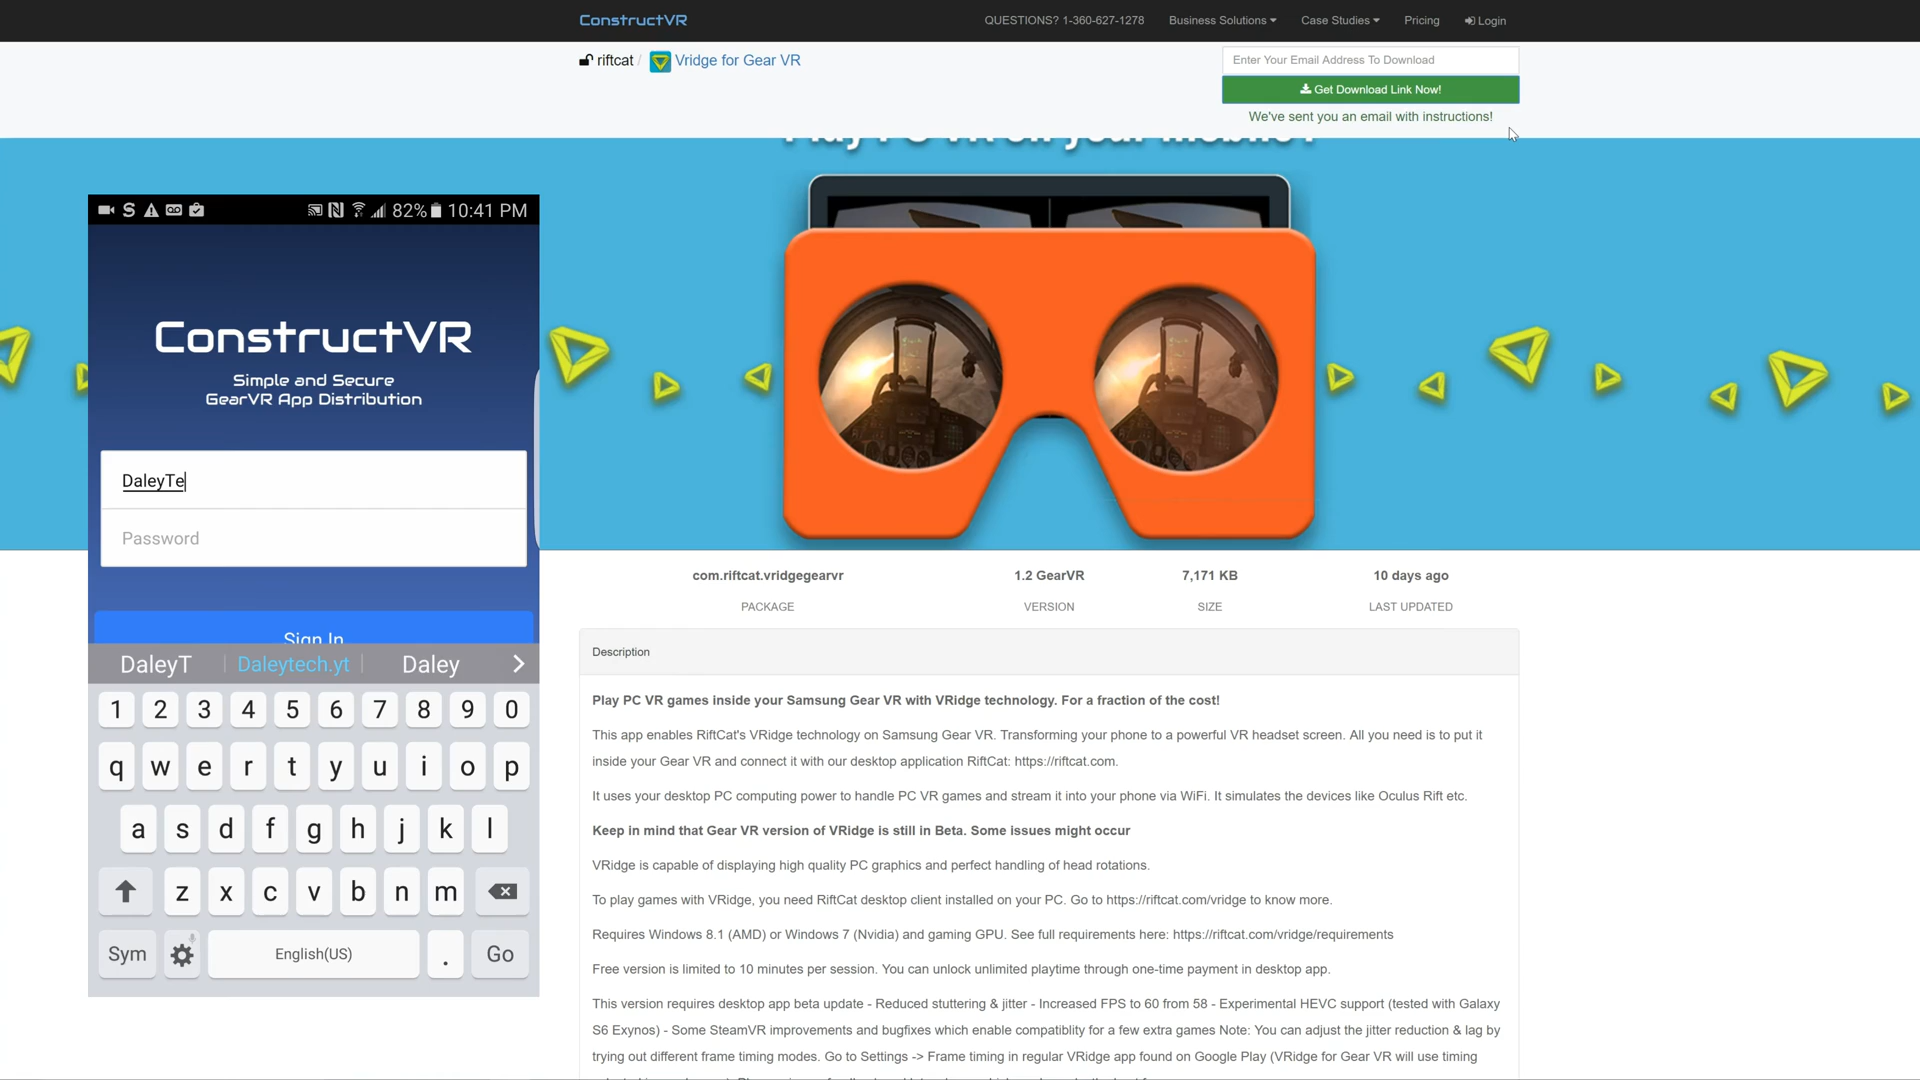 ConstructVR
QUESTIONS? 1-360-627-1278 Business Solutions Case Studies Pricing Login
riftcat / Vridge for Gear VR
Enter Your Email Address To Download
Get Download Link Now!
We've sent you an email with instructions!
Play PC VR on your mobile!
82% 10:41 PM
ConstructVR
Simple and Secure
GearVR App Distribution
DaleyTe
Password
Sign In
DaleyT Daleytech.yt Daley
1 2 3 4 5 6 7 8 9 0
q w e r t y u i o p
a s d f g h j k l
z x c v b n m
Sym English(US) . Go
com.riftcat.vridgegearvr 1.2 GearVR 7,171 KB 10 days ago
PACKAGE VERSION SIZE LAST UPDATED
Description
Play PC VR games inside your Samsung Gear VR with VRidge technology. For a fraction of the cost!
This app enables RiftCat's VRidge technology on Samsung Gear VR. Transforming your phone to a powerful VR headset screen. All you need is to put it
inside your Gear VR and connect it with our desktop application RiftCat: https://riftcat.com.
It uses your desktop PC computing power to handle PC VR games and stream it into your phone via WiFi. It simulates the devices like Oculus Rift etc.
Keep in mind that Gear VR version of VRidge is still in Beta. Some issues might occur
VRidge is capable of displaying high quality PC graphics and perfect handling of head rotations.
To play games with VRidge, you need RiftCat desktop client installed on your PC. Go to https://riftcat.com/vridge to know more.
Requires Windows 8.1 (AMD) or Windows 7 (Nvidia) and gaming GPU. See full requirements here: https://riftcat.com/vridge/requirements
Free version is limited to 10 minutes per session. You can unlock unlimited playtime through one-time payment in desktop app.
This version requires desktop app beta update - Reduced stuttering & jitter - Increased FPS to 60 from 58 - Experimental HEVC support (tested with Galaxy
S6 Exynos) - Some SteamVR improvements and bugfixes which enable compatiblity for a few extra games Note: You can adjust the jitter reduction & lag by
trying out different frame timing modes. Go to Settings -> Frame timing in regular VRidge app found on Google Play (VRidge for Gear VR will use timing